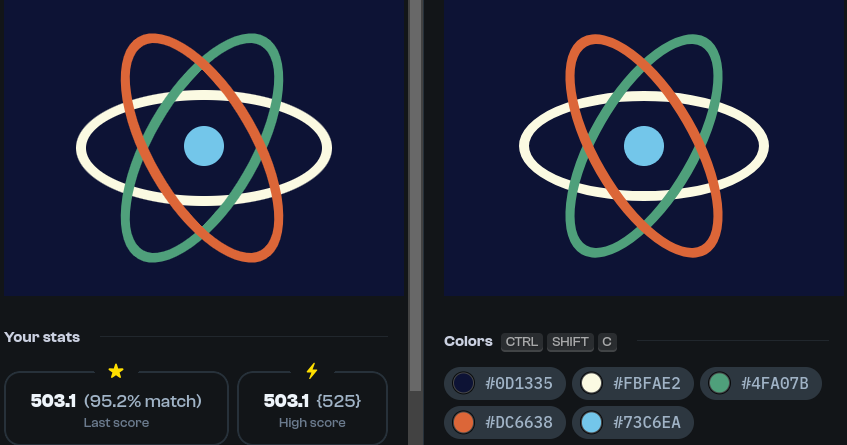 Your stats
503.1 (95.2% match)
Last score
503.1 {525}
High score
Colors CTRL SHIFT C
#0D1335 #FBFAE2 #4FA07B
#DC6638 #73C6EA